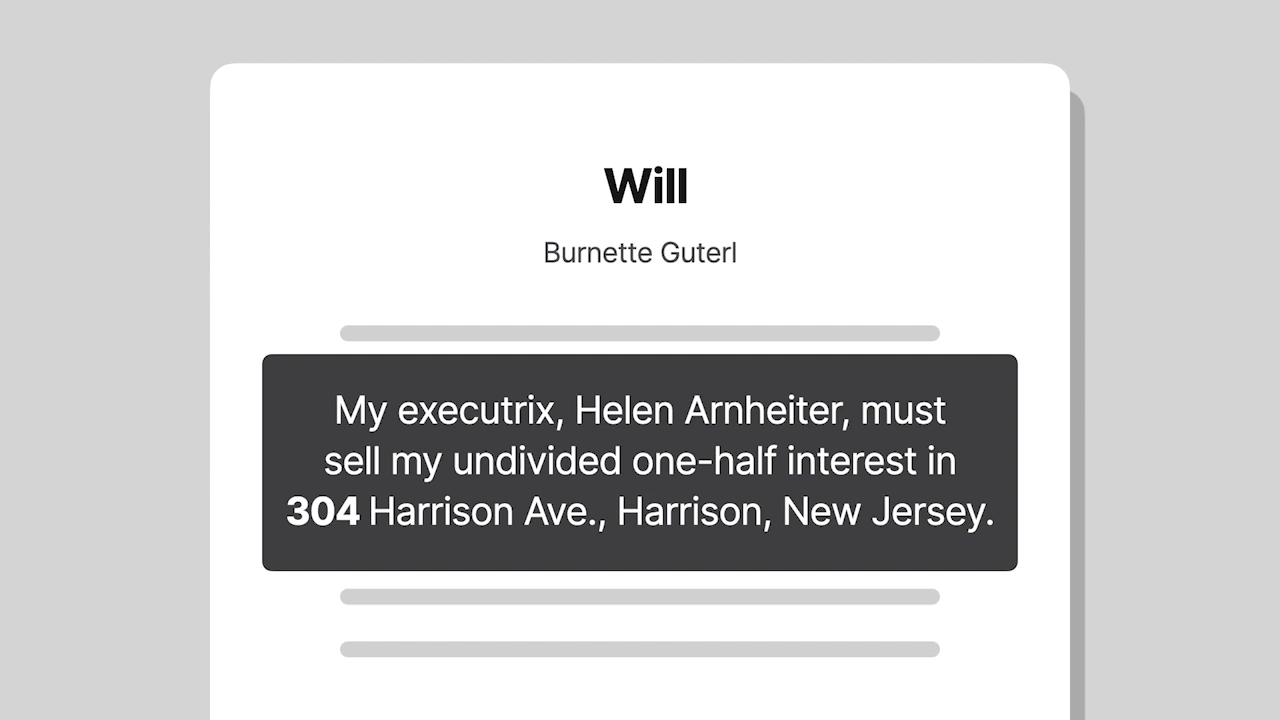 Will
Burnette Guterl
My executrix, Helen Arnheiter, must
sell my undivided one-half interest in
304 Harrison Ave., Harrison, New Jersey.